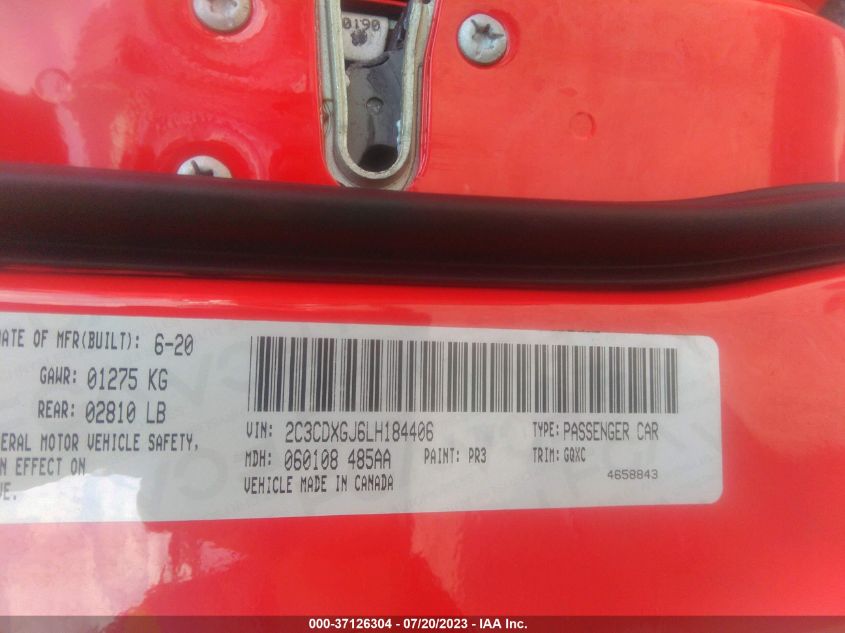 0190
DATE OF MFR(BUILT): 6-20
GAWR: 01275 KG
REAR: 02810 LB
ERAL MOTOR VEHICLE SAFETY,
N EFFECT ON
VE.
VIN: 2C3CDXGJ6LH184406
TYPE: PASSENGER CAR
MDH: 060108 485AA
PAINT: PR3
TRIM: GQXC
VEHICLE MADE IN CANADA
4658843
000-37126304 - 07/20/2023 - IAA Inc.